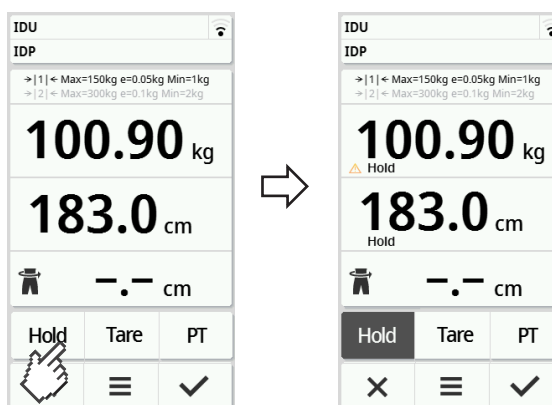 IDU
IDP
→|1|← Max=150kg e=0.05kg Min=1kg
→|2|← Max=300kg e=0.1kg Min=2kg
100.90 kg
183.0 cm
–.– cm
Hold Tare PT
IDU
IDP
→|1|← Max=150kg e=0.05kg Min=1kg
→|2|← Max=300kg e=0.1kg Min=2kg
100.90 kg
Hold
183.0 cm
Hold
–.– cm
Hold Tare PT